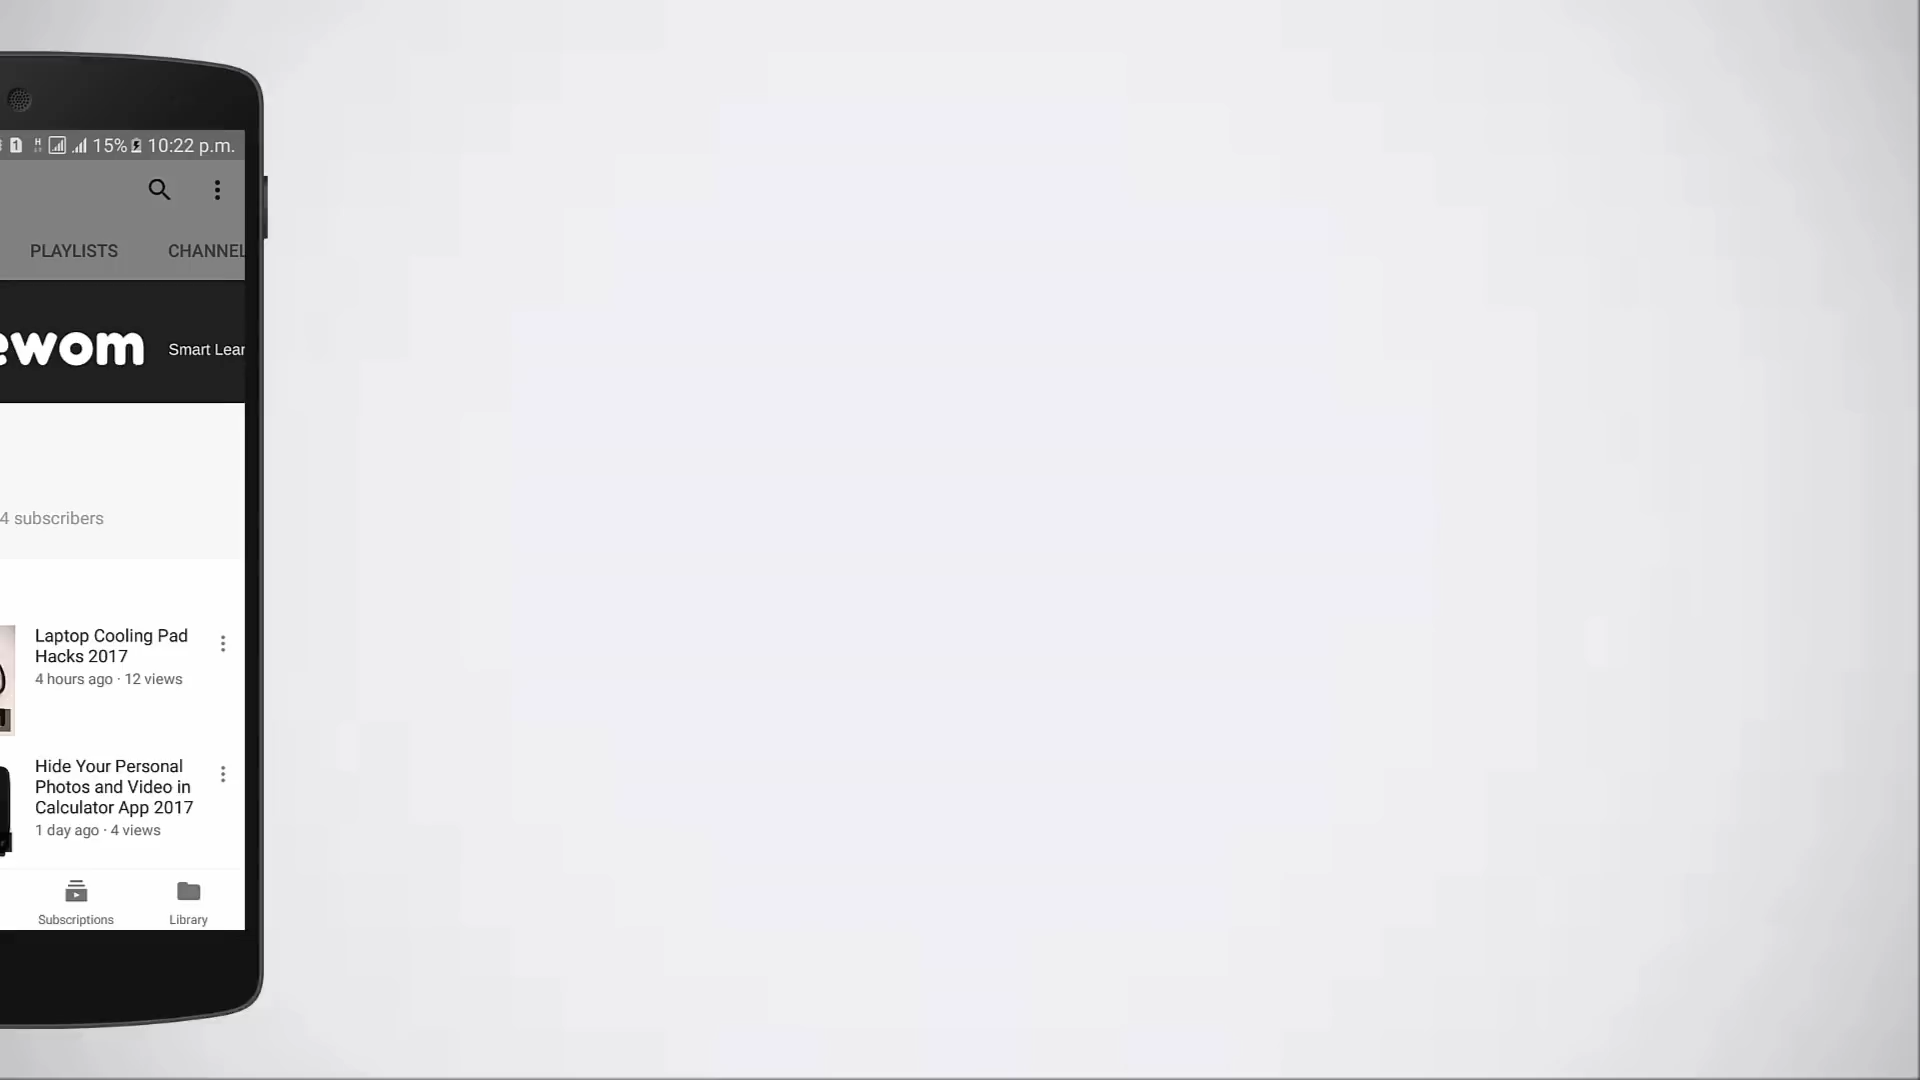 1 H 15% 10:22 p.m.
PLAYLISTS CHANNEL
ewom Smart Lear
4 subscribers
Laptop Cooling Pad
Hacks 2017
4 hours ago · 12 views
Hide Your Personal
Photos and Video in
Calculator App 2017
1 day ago · 4 views
Subscriptions Library